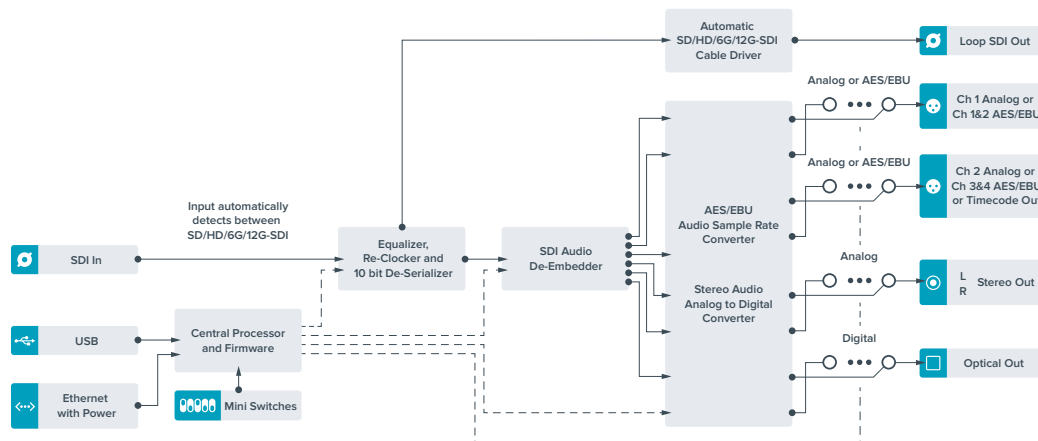 Automatic
SD/HD/6G/12G-SDI
Cable Driver
Loop SDI Out
Analog or AES/EBU
Ch 1 Analog or
Ch 1&2 AES/EBU
Analog or AES/EBU
Ch 2 Analog or
Ch 3&4 AES/EBU
or Timecode Out
Input automatically
detects between
SD/HD/6G/12G-SDI
SDI In
Equalizer,
Re-Clocker and
10 bit De-Serializer
SDI Audio
De-Embedder
AES/EBU
Audio Sample Rate
Converter
Stereo Audio
Analog to Digital
Converter
Analog
L
R
Stereo Out
USB
Central Processor
and Firmware
Digital
Optical Out
Ethernet
with Power
Mini Switches